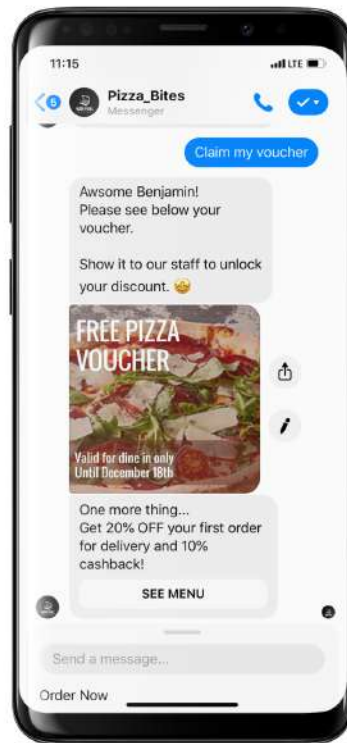 11:15
LTE
5
Pizza_Bites
Messenger
Claim my voucher
Awsome Benjamin!
Please see below your
voucher.
Show it to our staff to unlock
your discount. 🤩
FREE PIZZA
VOUCHER
Valid for dine in only
Until December 18th
One more thing...
Get 20% OFF your first order
for delivery and 10%
cashback!
SEE MENU
Send a message...
Order Now